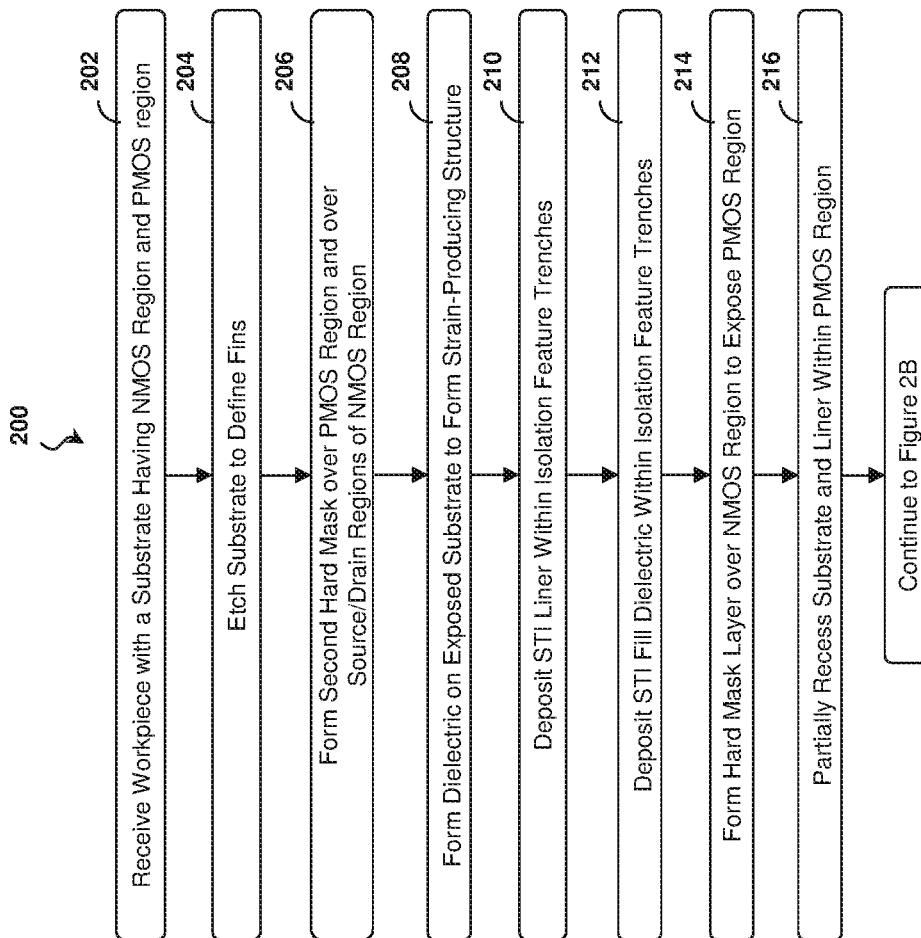 200
202
Receive Workpiece with a Substrate Having NMOS Region and PMOS region
204
Etch Substrate to Define Fins
206
Form Second Hard Mask over PMOS Region and over
Source/Drain Regions of NMOS Region
208
Form Dielectric on Exposed Substrate to Form Strain-Producing Structure
210
Deposit STI Liner Within Isolation Feature Trenches
212
Deposit STI Fill Dielectric Within Isolation Feature Trenches
214
Form Hard Mask Layer over NMOS Region to Expose PMOS Region
216
Partially Recess Substrate and Liner Within PMOS Region
Continue to Figure 2B